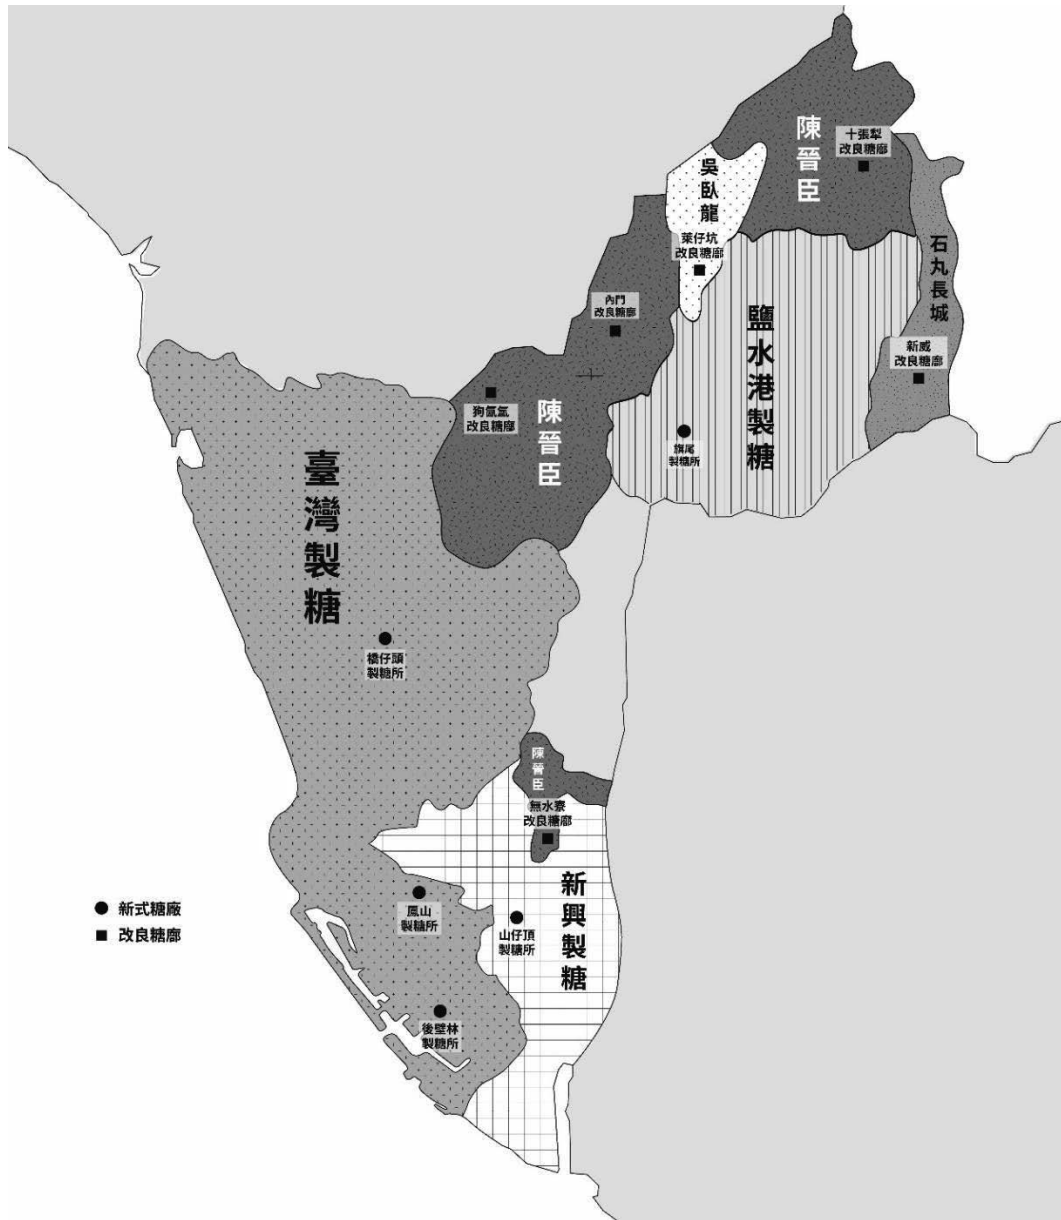 陳晉臣
十張犁
改良糖廍
吳臥龍
萊仔坑
改良糖廍
石丸長城
內門
改良糖廍
鹽水港製糖
新威
改良糖廍
狗氤氳
改良糖廍
陳晉臣
旗尾
製糖所
臺灣製糖
橋仔頭
製糖所
陳晉臣
無水寮
改良糖廍
新興製糖
鳳山
製糖所
山仔頂
製糖所
後壁林
製糖所
新式糖廠
改良糖廍